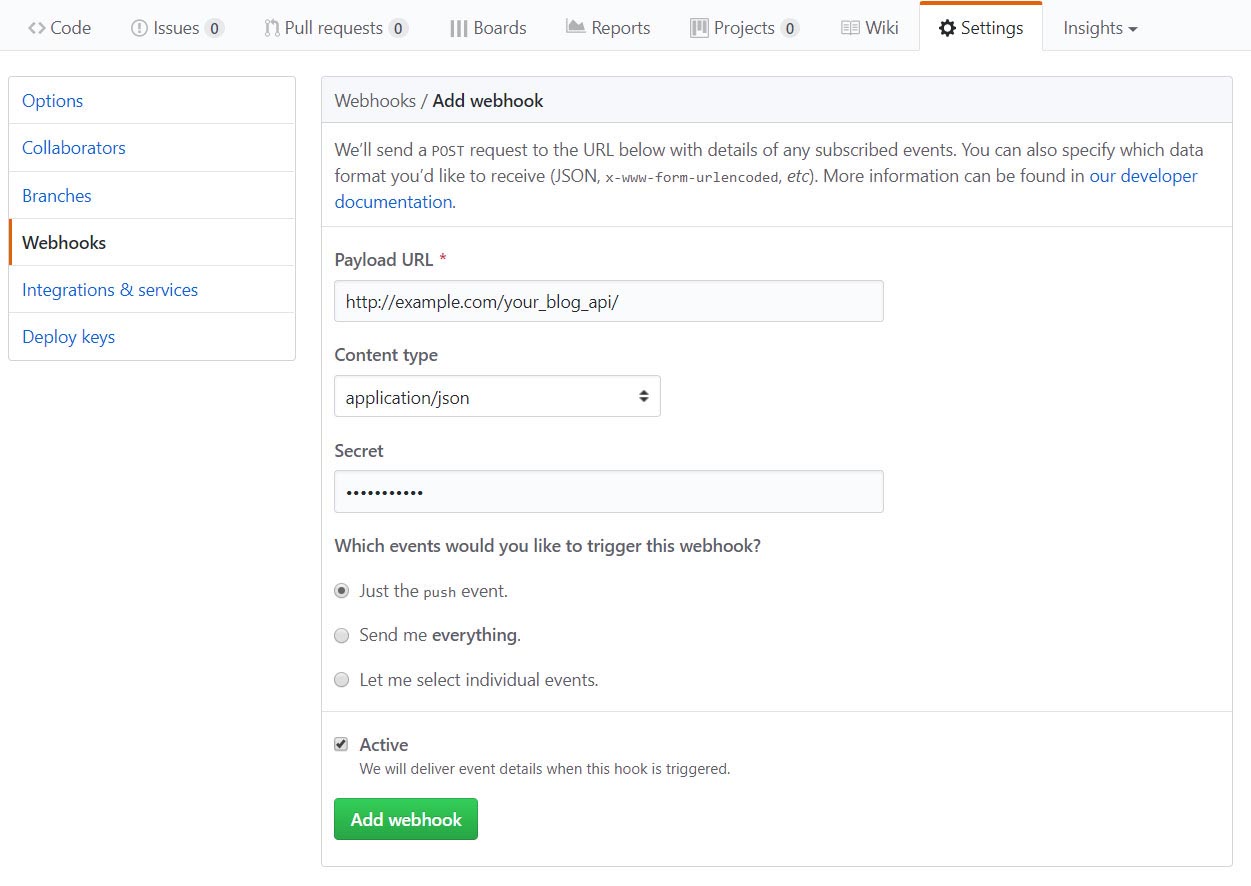 Code Issues 0 Pull requests 0 Boards Reports Projects 0 Wiki Settings Insights
Options
Collaborators
Branches
Webhooks
Integrations & services
Deploy keys
Webhooks / Add webhook
We’ll send a POST request to the URL below with details of any subscribed events. You can also specify which data
format you’d like to receive (JSON, x-www-form-urlencoded, etc). More information can be found in our developer
documentation.
Payload URL *
http://example.com/your_blog_api/
Content type
application/json
Secret
•••••••••••
Which events would you like to trigger this webhook?
Just the push event.
Send me everything.
Let me select individual events.
Active
We will deliver event details when this hook is triggered.
Add webhook